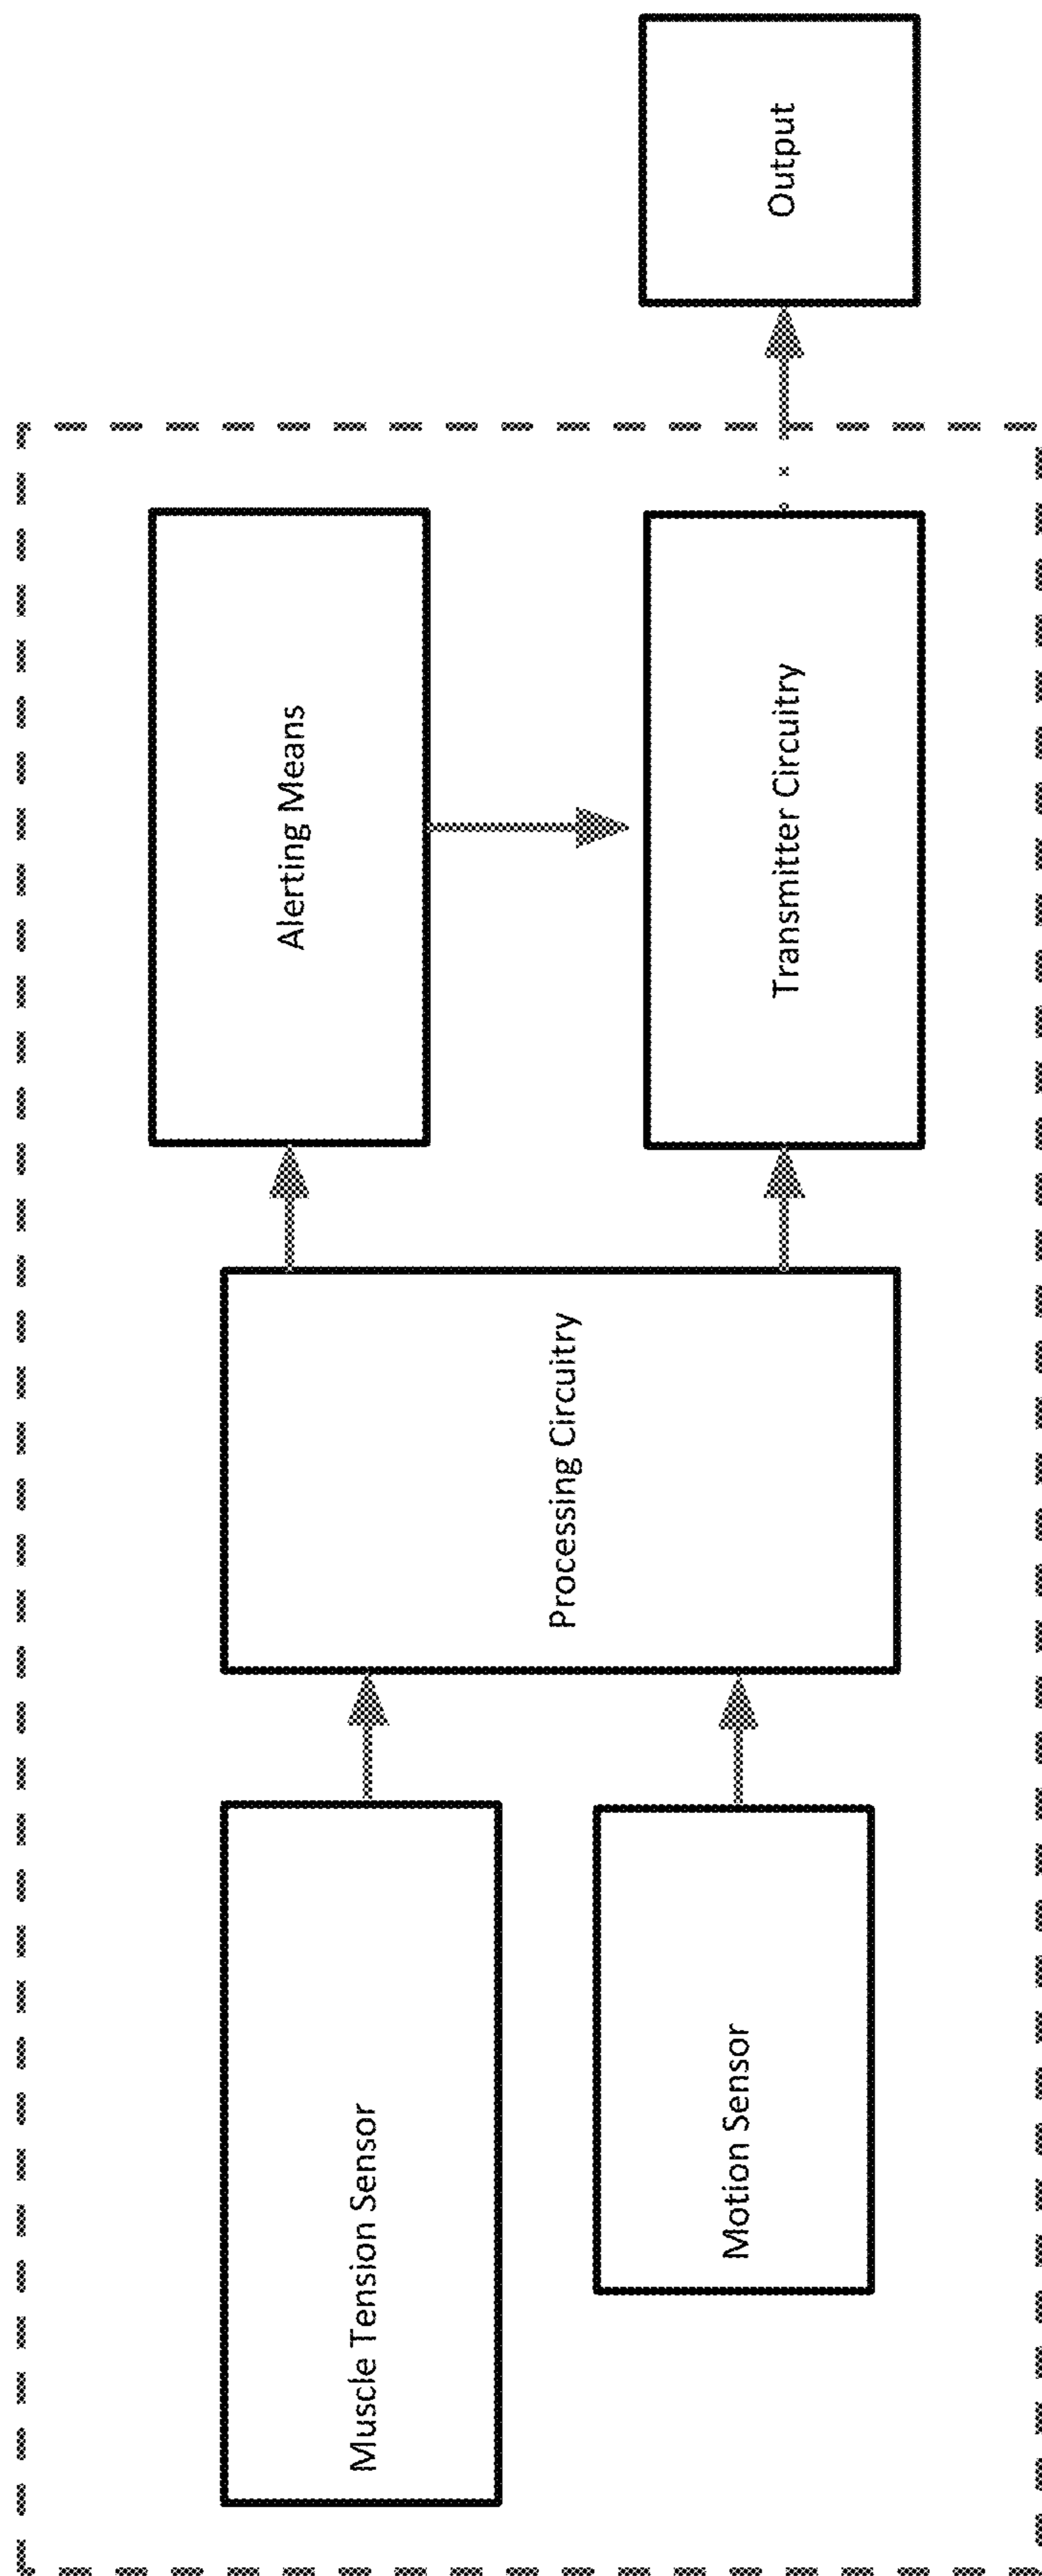 Muscle Tension Sensor
Motion Sensor
Processing Circuitry
Alerting Means
Transmitter Circuitry
Output